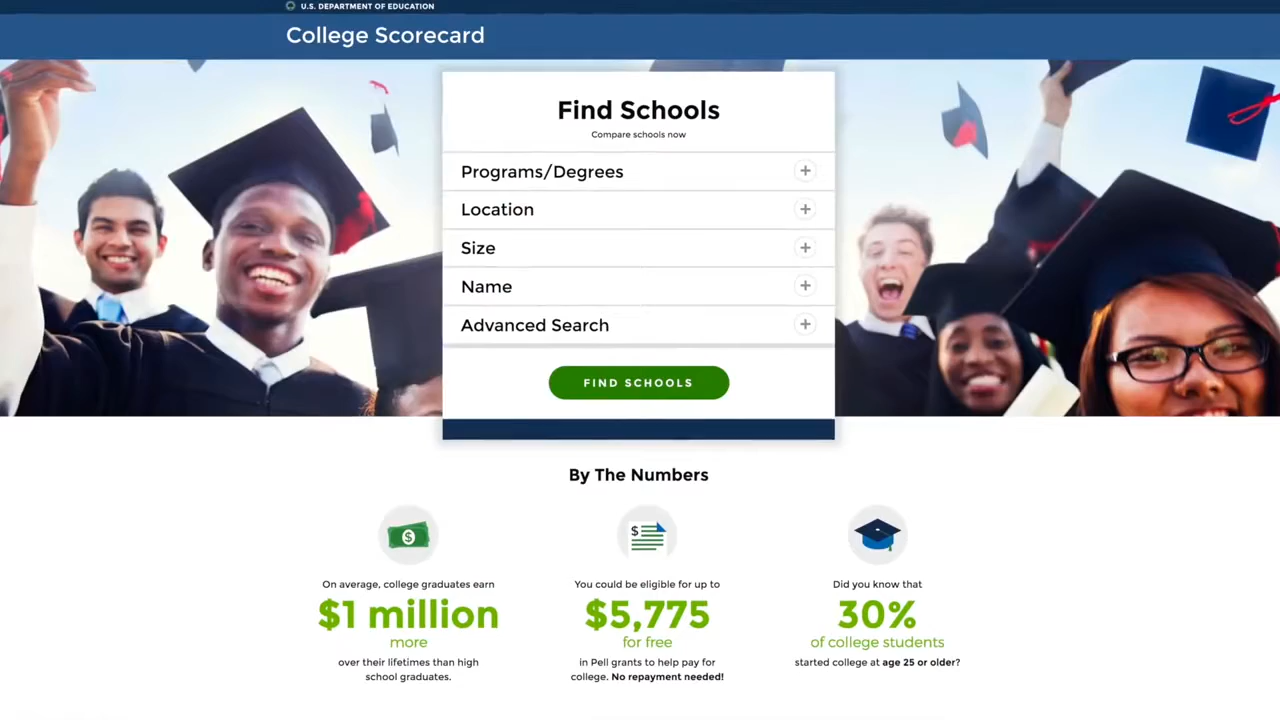 U.S. DEPARTMENT OF EDUCATION
College Scorecard
Find Schools
Compare schools now
Programs/Degrees
Location
Size
Name
Advanced Search
FIND SCHOOLS
By The Numbers
On average, college graduates earn
$1 million
more
over their lifetimes than high
school graduates.
You could be eligible for up to
$5,775
for free
in Pell grants to help pay for
college. No repayment needed!
Did you know that
30%
of college students
started college at age 25 or older?